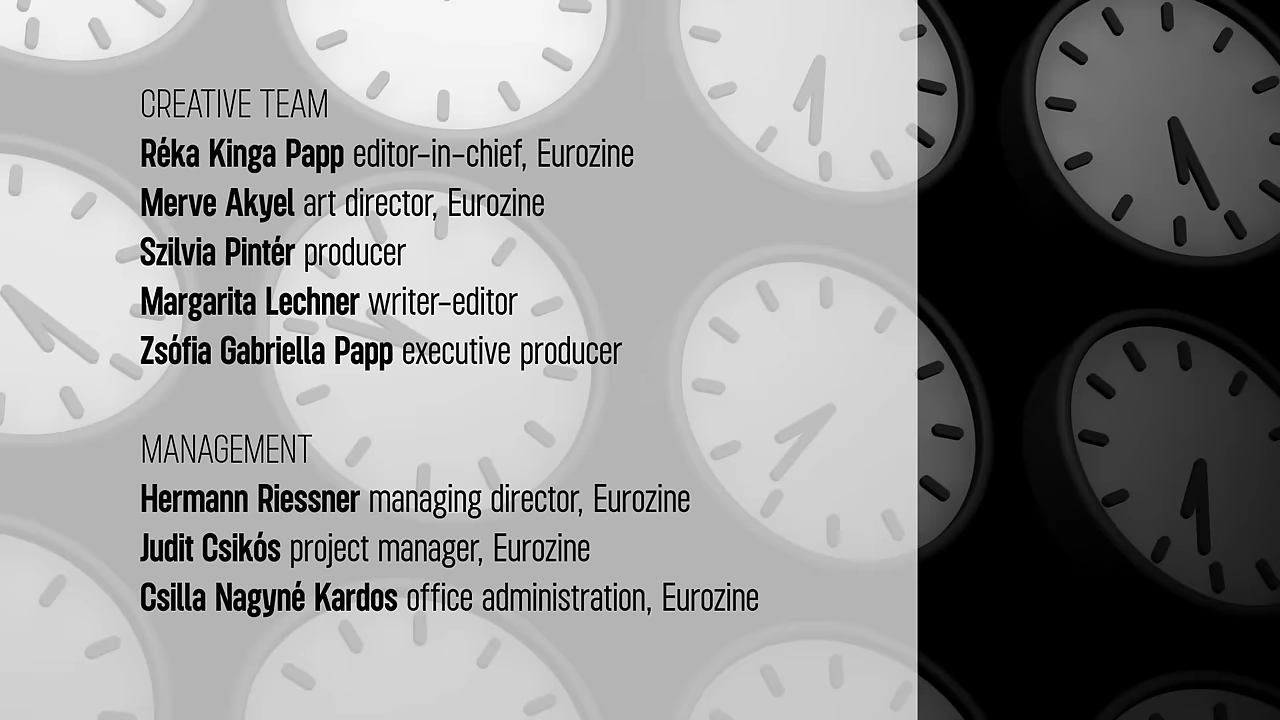 CREATIVE TEAM
Réka Kinga Papp editor-in-chief, Eurozine
Merve Akyel art director, Eurozine
Szilvia Pintér producer
Margarita Lechner writer-editor
Zsófia Gabriella Papp executive producer
MANAGEMENT
Hermann Riessner managing director, Eurozine
Judit Csikós project manager, Eurozine
Csilla Nagyné Kardos office administration, Eurozine